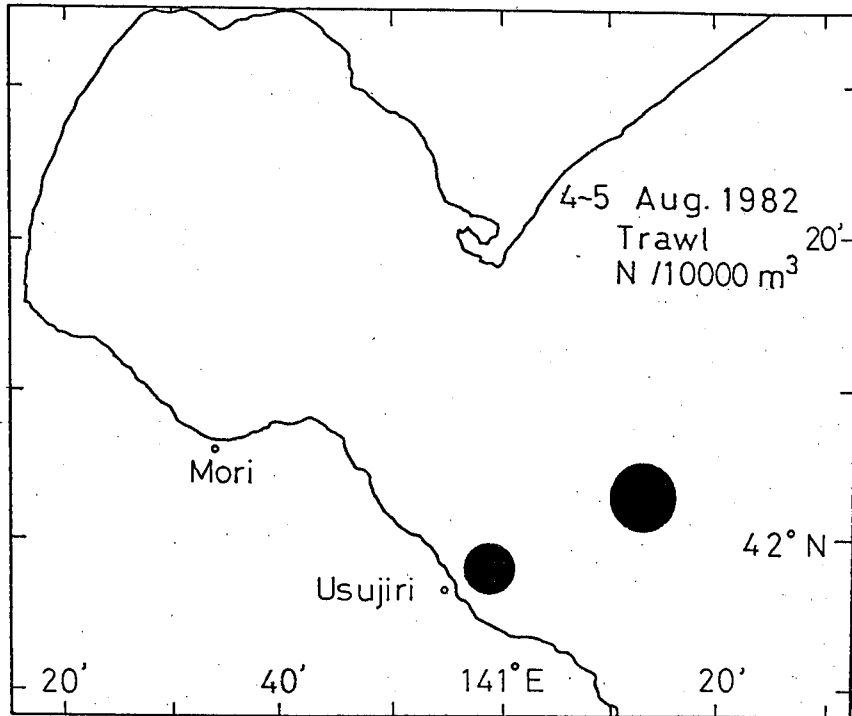 4~5 Aug. 1982
Trawl 20'
N /10000 m³
Mori
42° N
Usujiri
20' 40' 141° E 20'